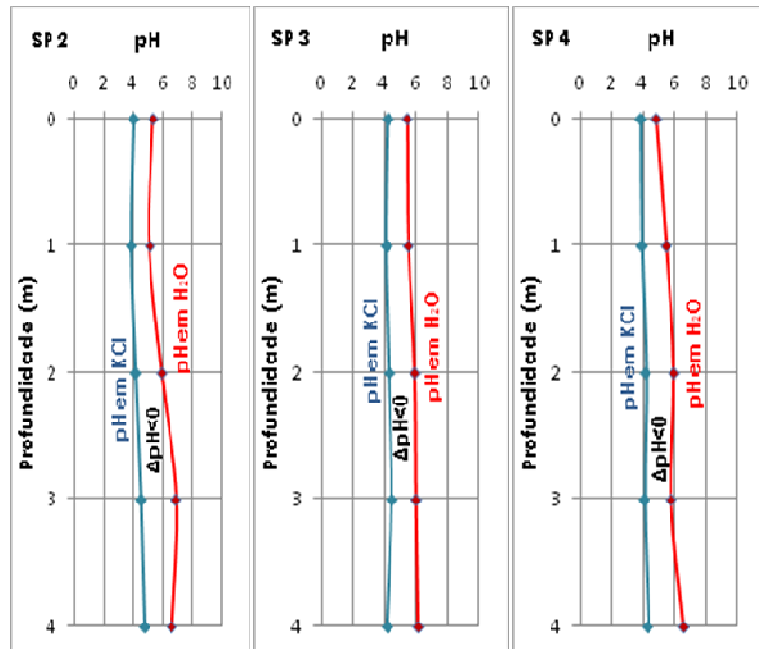 SP 2 pH
0 2 4 6 8 10
0
1
2
3
4
Profundidade (m)
pH em KCl
ΔpH<0
pH em H₂O
SP 3 pH
0 2 4 6 8 10
0
1
2
3
4
Profundidade (m)
pH em KCl
ΔpH<0
pH em H₂O
SP 4 pH
0 2 4 6 8 10
0
1
2
3
4
Profundidade (m)
pH em KCl
ΔpH<0
pH em H₂O